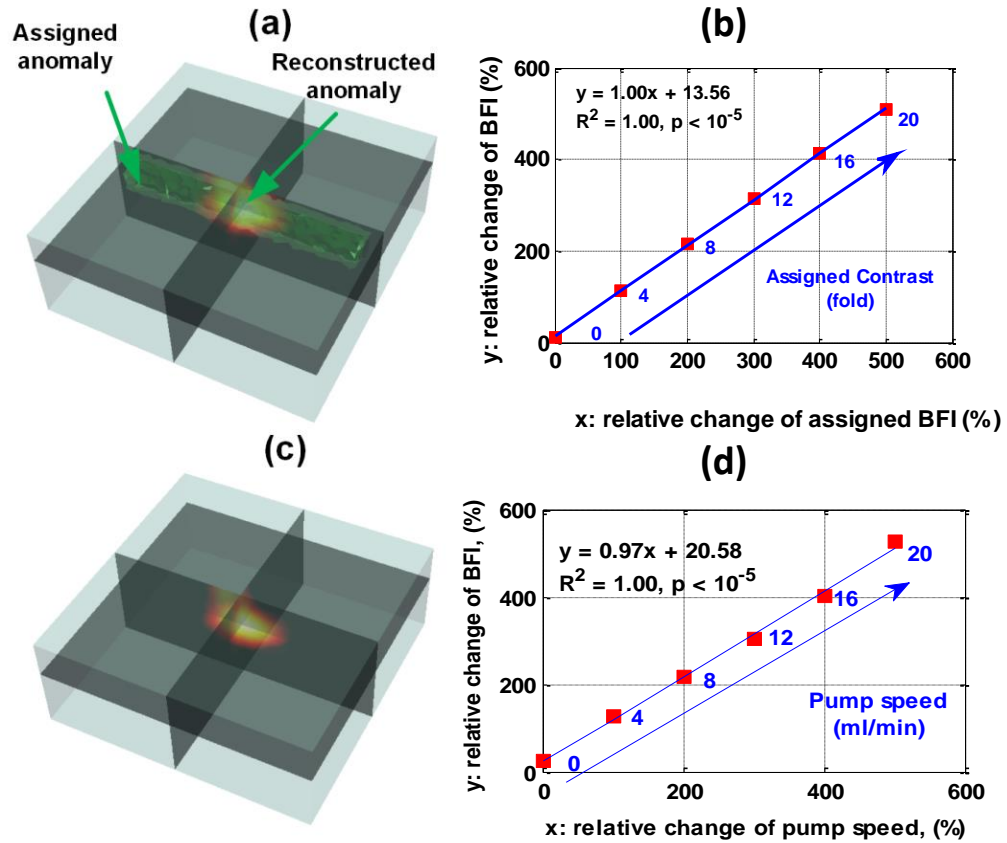 (a)
Assigned
anomaly
Reconstructed
anomaly
(b)
y: relative change of BFI (%)
600
400
200
0
y = 1.00x + 13.56
R² = 1.00, p < 10⁻⁵
20
16
12
8
4
0
Assigned Contrast
(fold)
0 100 200 300 400 500 600
x: relative change of assigned BFI (%)
(c)
(d)
y: relative change of BFI, (%)
600
400
200
0
y = 0.97x + 20.58
R² = 1.00, p < 10⁻⁵
20
16
12
8
4
0
Pump speed
(ml/min)
0 200 400 600
x: relative change of pump speed, (%)